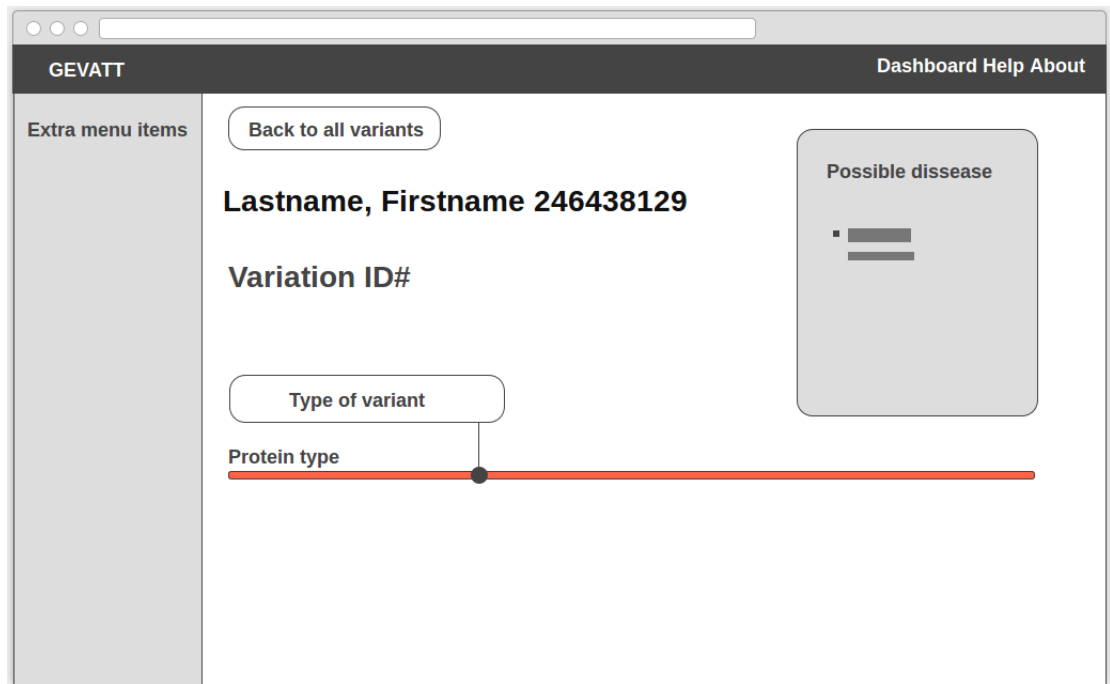 GEVATT
Dashboard Help About
Extra menu items
Back to all variants
Possible dissease
Lastname, Firstname 246438129
Variation ID#
Type of variant
Protein type